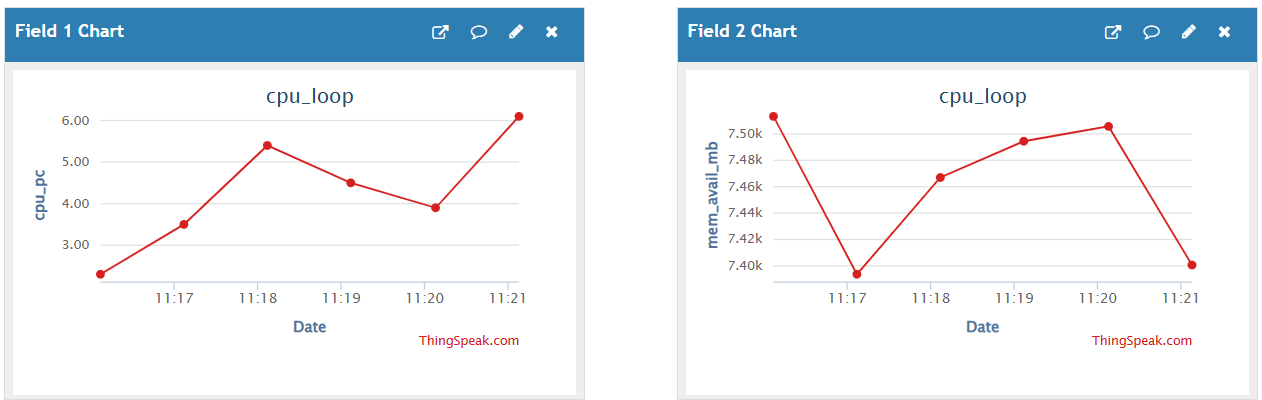 Field 1 Chart
cpu_loop
6.00
5.00
4.00
3.00
cpu_pc
11:17 11:18 11:19 11:20 11:21
Date
ThingSpeak.com
Field 2 Chart
cpu_loop
7.50k
7.48k
7.46k
7.44k
7.42k
7.40k
mem_avail_mb
11:17 11:18 11:19 11:20 11:21
Date
ThingSpeak.com